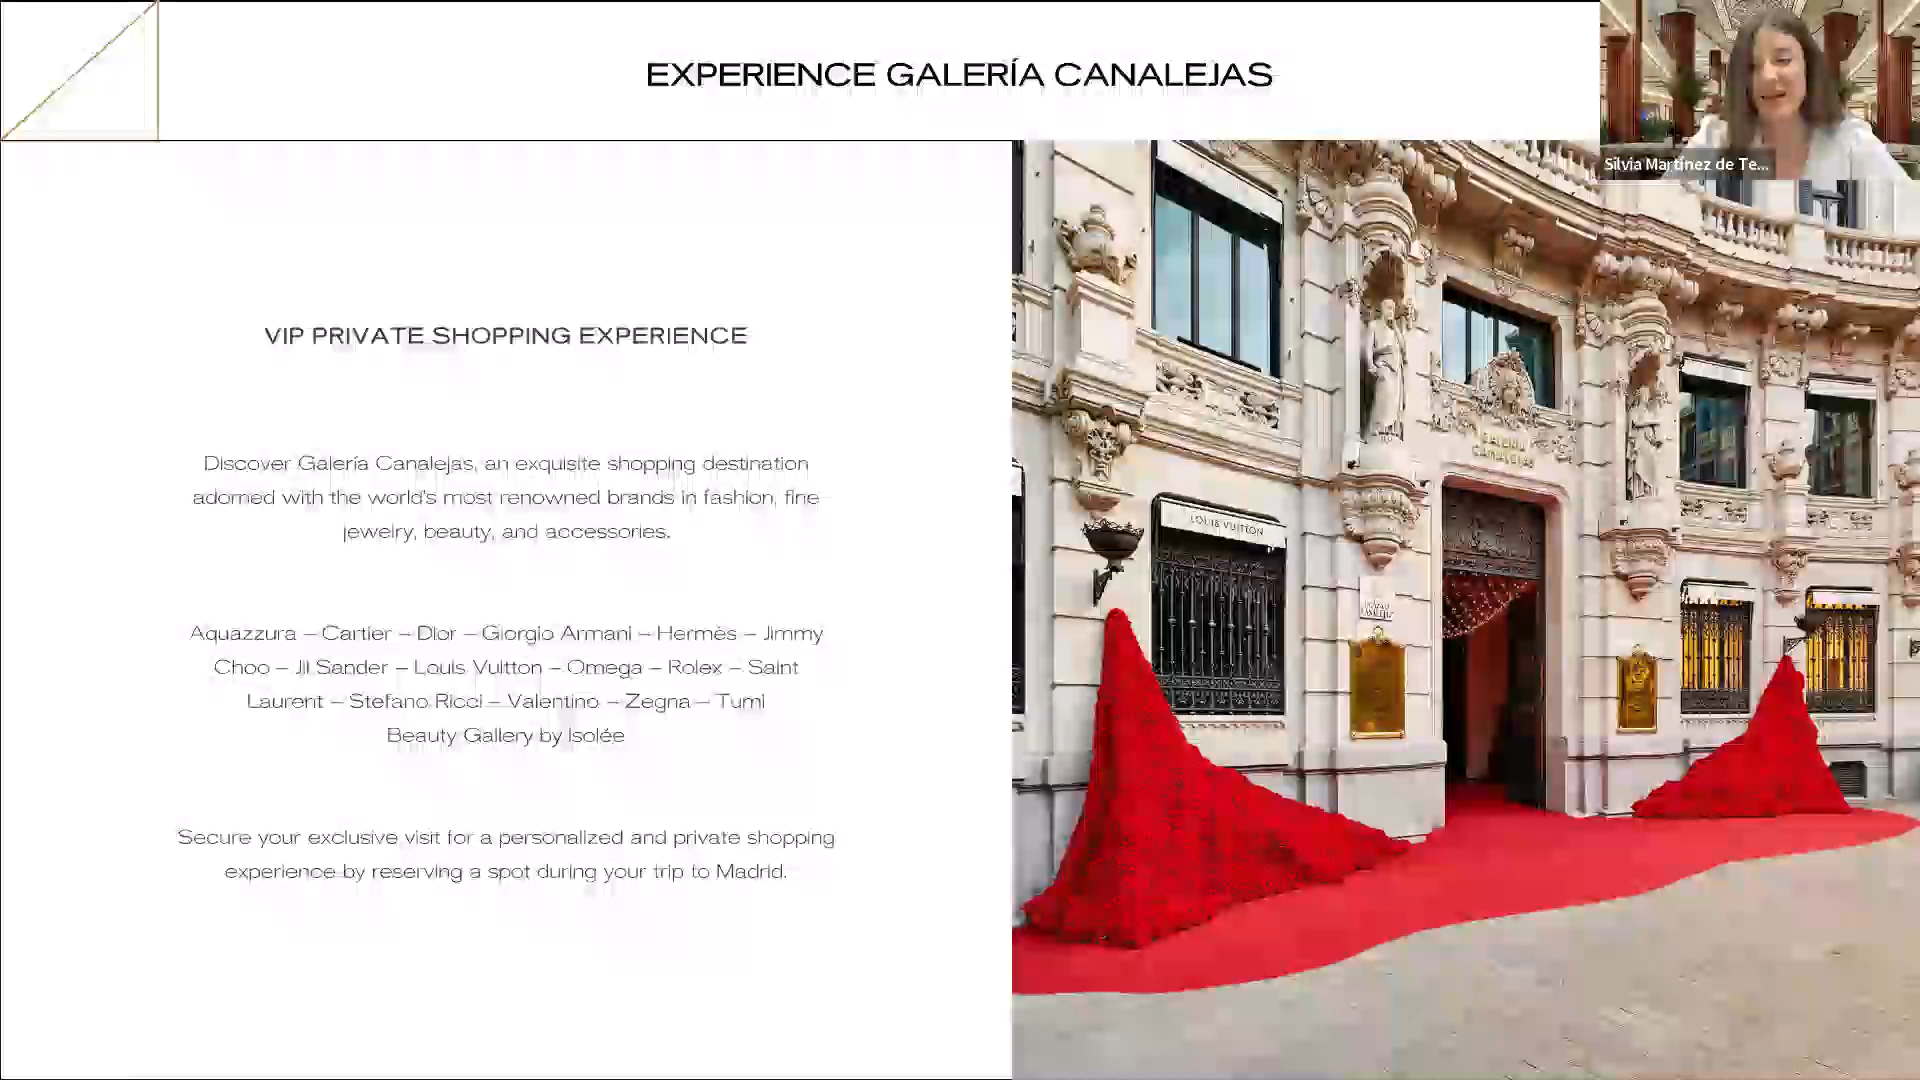 EXPERIENCE GALERÍA CANALEJAS
Silvia Martínez de Te...
VIP PRIVATE SHOPPING EXPERIENCE
Discover Galería Canalejas, an exquisite shopping destination
adorned with the world's most renowned brands in fashion, fine
jewelry, beauty, and accessories.
Aquazzura – Cartier – Dior – Giorgio Armani – Hermès – Jimmy
Choo – Jil Sander – Louis Vuitton – Omega – Rolex – Saint
Laurent – Stefano Ricci – Valentino – Zegna – Tumi
Beauty Gallery by Isolée
Secure your exclusive visit for a personalized and private shopping
experience by reserving a spot during your trip to Madrid.
GALERÍA
CANALEJAS
LOUIS VUITTON